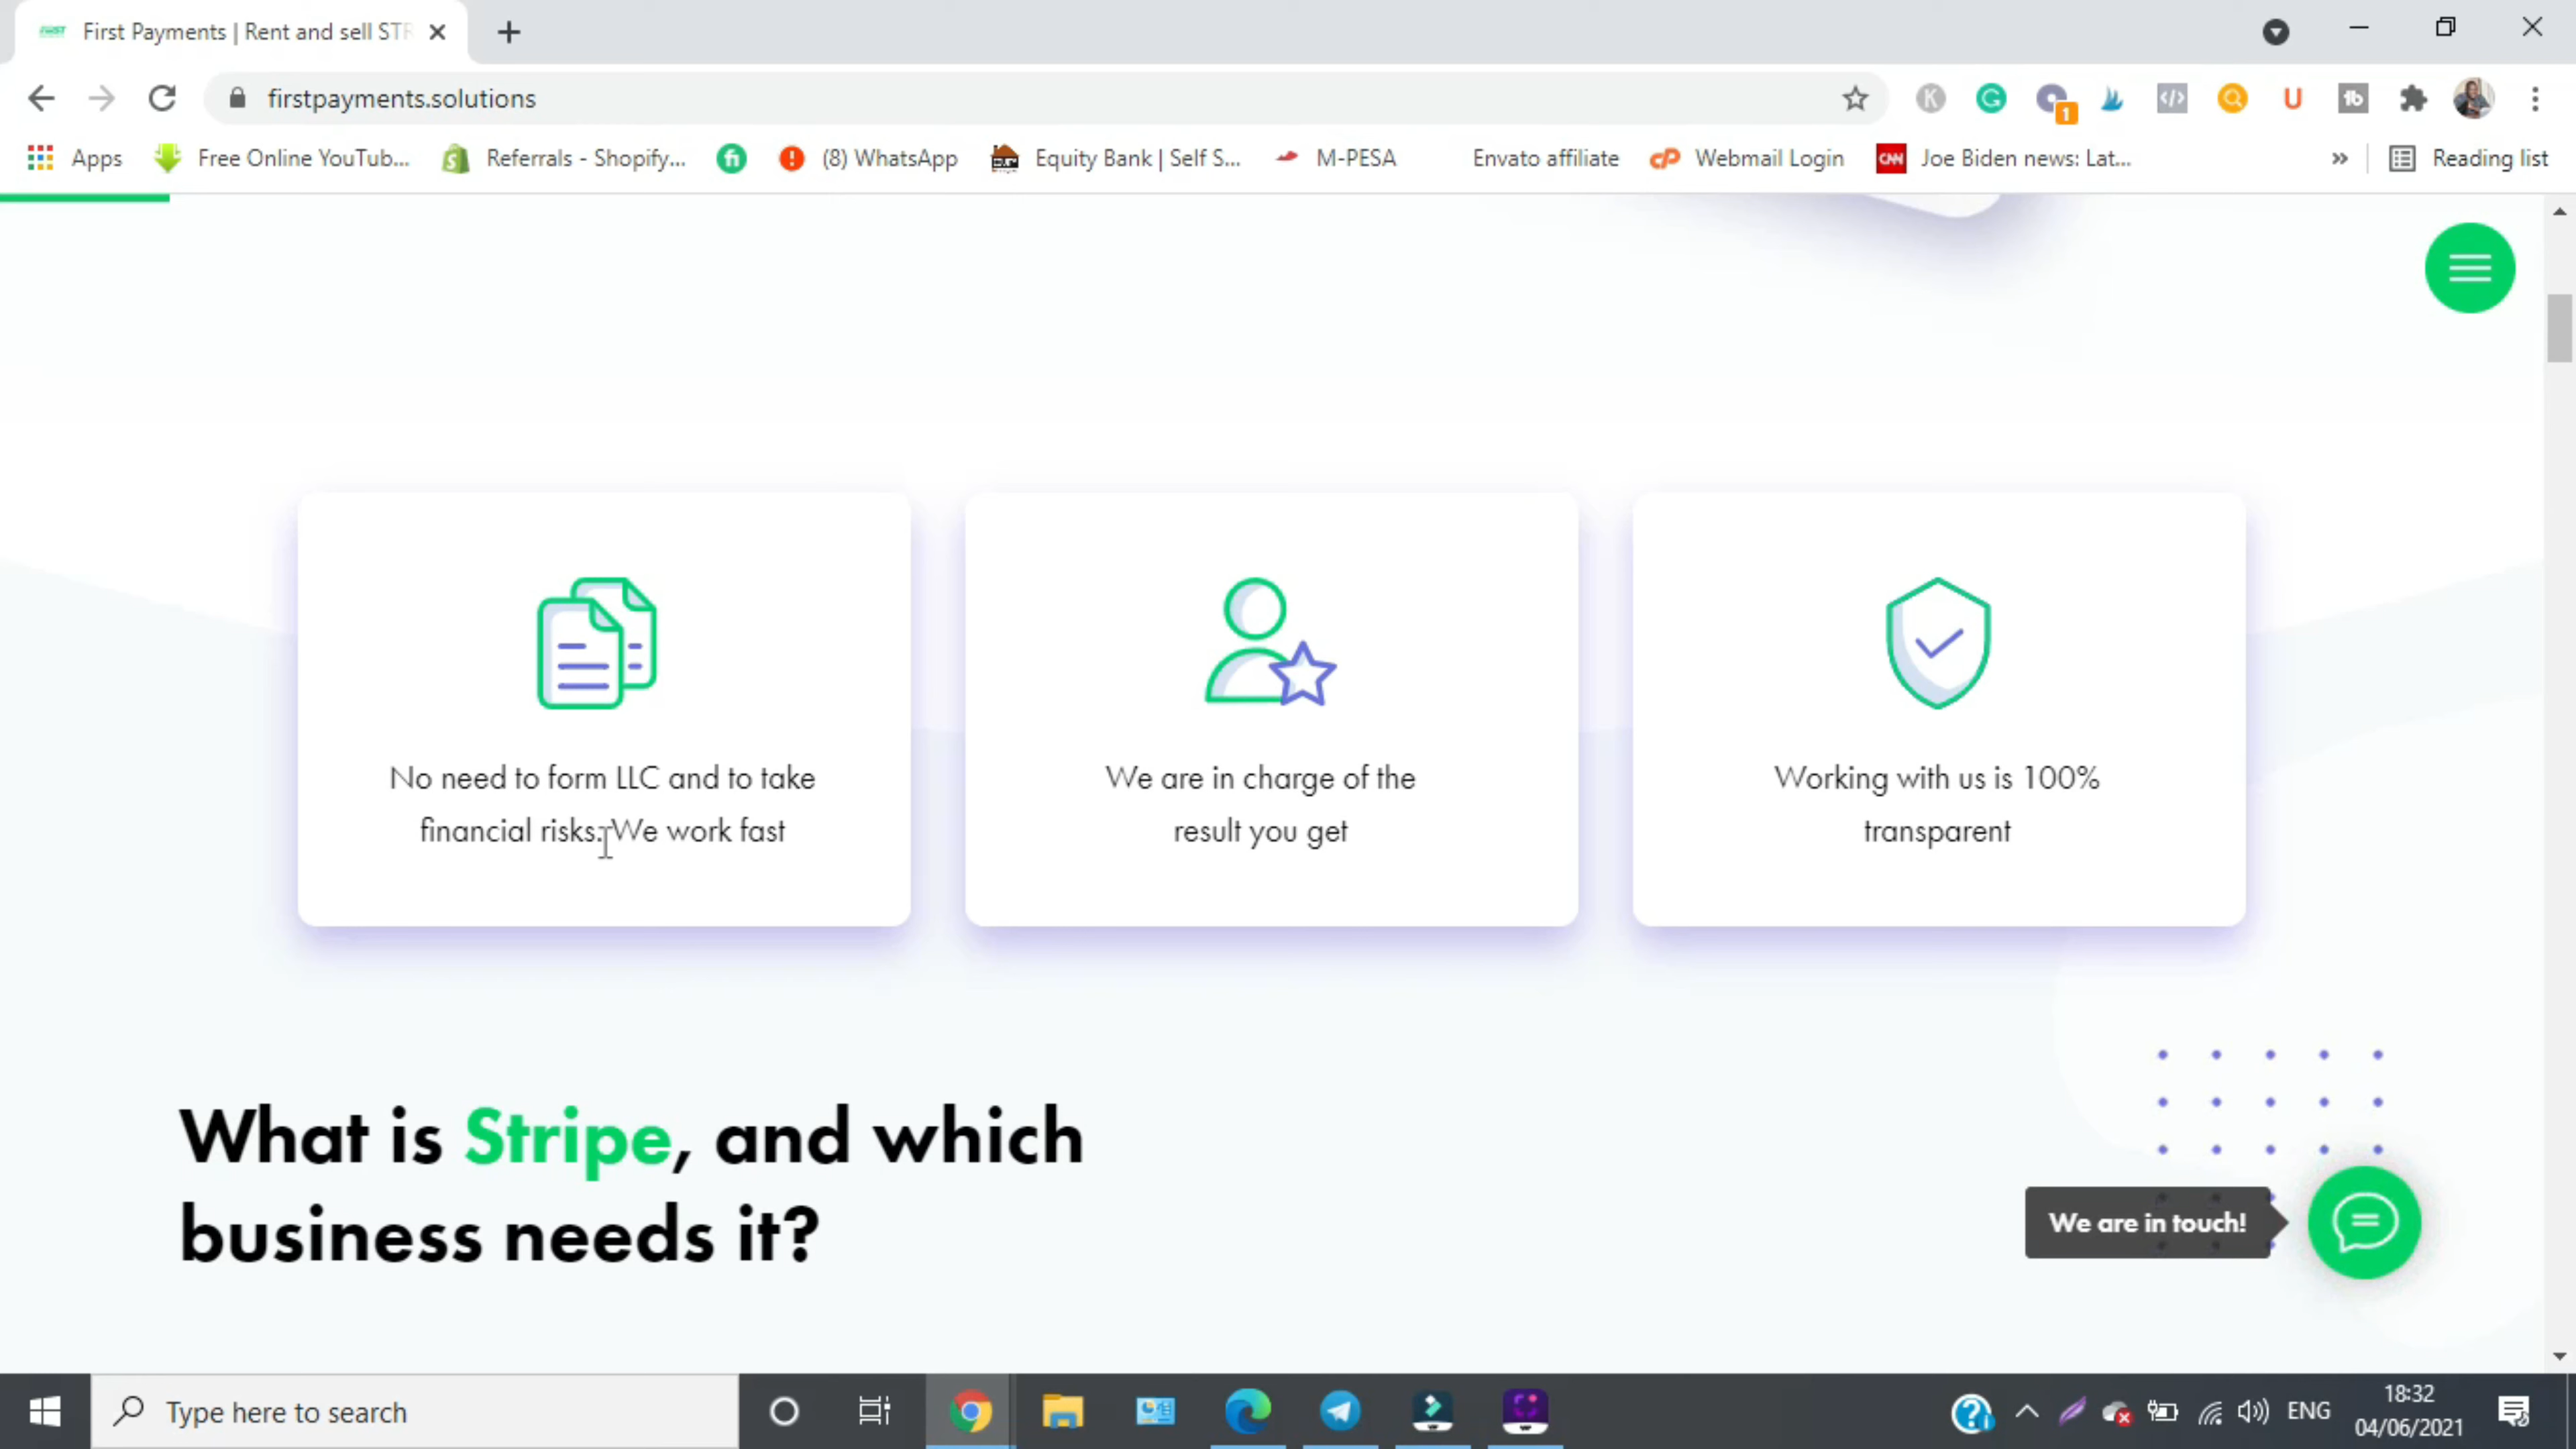 First Payments | Rent and sell STR
firstpayments.solutions
1
Apps
Free Online YouTub...
Referrals - Shopify...
(8) WhatsApp
Equity Bank | Self S...
M-PESA
Envato affiliate
Webmail Login
CNN
Joe Biden news: Lat...
Reading list
No need to form LLC and to take
financial risks. We work fast
We are in charge of the
result you get
Working with us is 100%
transparent
What is Stripe, and which
business needs it?
We are in touch!
Type here to search
ENG
18:32
04/06/2021